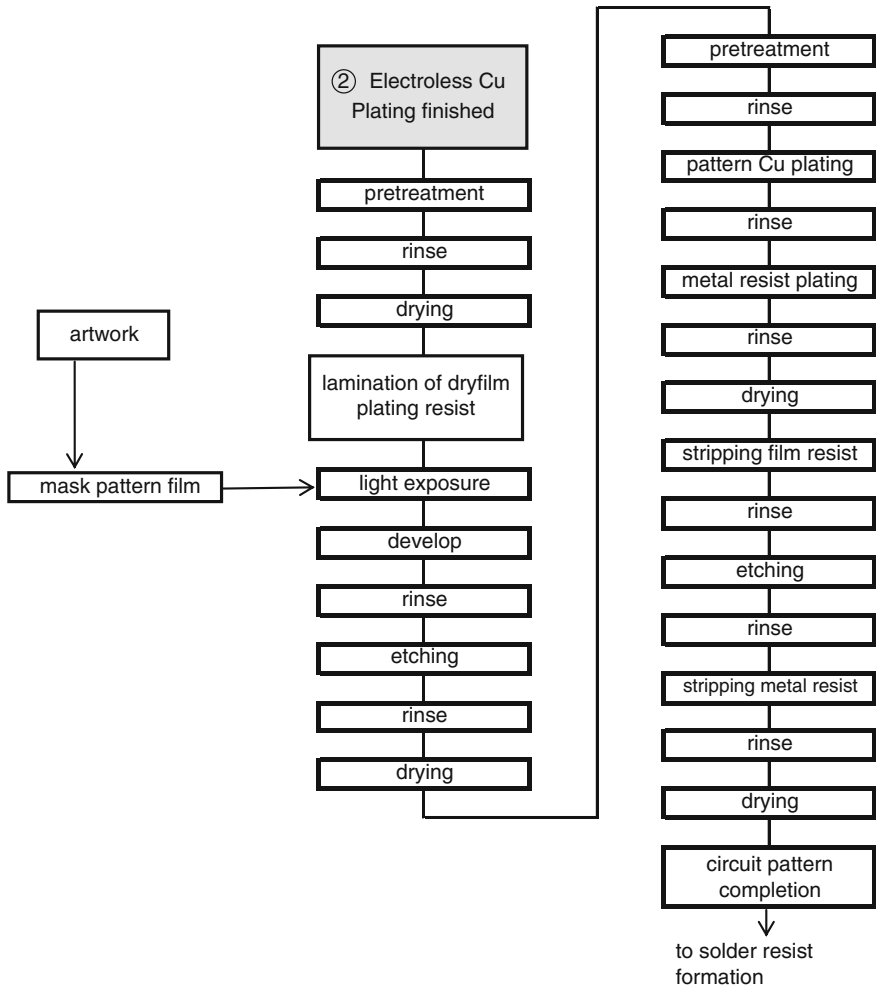 ② Electroless Cu
Plating finished
pretreatment
rinse
drying
artwork
lamination of dryfilm
plating resist
mask pattern film
light exposure
develop
rinse
etching
rinse
drying
pretreatment
rinse
pattern Cu plating
rinse
metal resist plating
rinse
drying
stripping film resist
rinse
etching
rinse
stripping metal resist
rinse
drying
circuit pattern
completion
to solder resist
formation